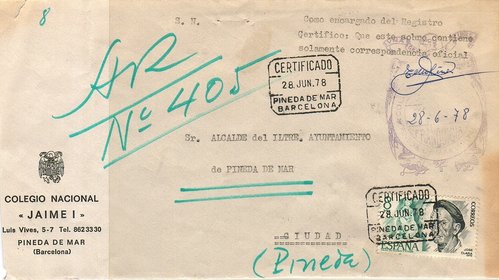 8
S. N.
Como encargado del Registro
Certifico: Que este sobre contiene
solamente correspondencia oficial
AR
Nº 405
CERTIFICADO
28 JUN. 78
PINEDA DE MAR
BARCELONA
28-6-78
Sr. ALCALDE del ILTRE. AYUNTAMIENTO
de PINEDA DE MAR
COLEGIO NACIONAL
«JAIME I»
Luis Vives, 5-7 Tel. 8623330
PINEDA DE MAR
(Barcelona)
CERTIFICADO
28 JUN. 78
PINEDA DE MAR
BARCELONA
8
ESPAÑA
CORREOS
CIUDAD
(Pineda)